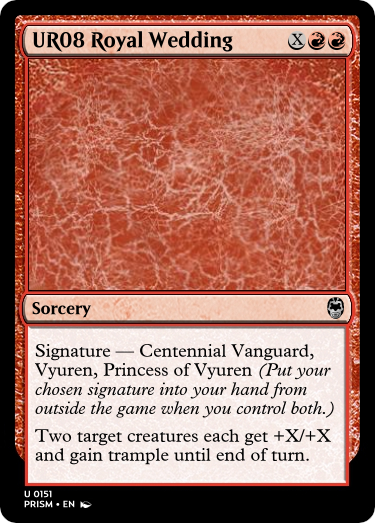 UR08 Royal Wedding X
Sorcery
Signature — Centennial Vanguard,
Vyuren, Princess of Vyuren (Put your
chosen signature into your hand from
outside the game when you control both.)
Two target creatures each get +X/+X
and gain trample until end of turn.
U 0151
PRISM • EN